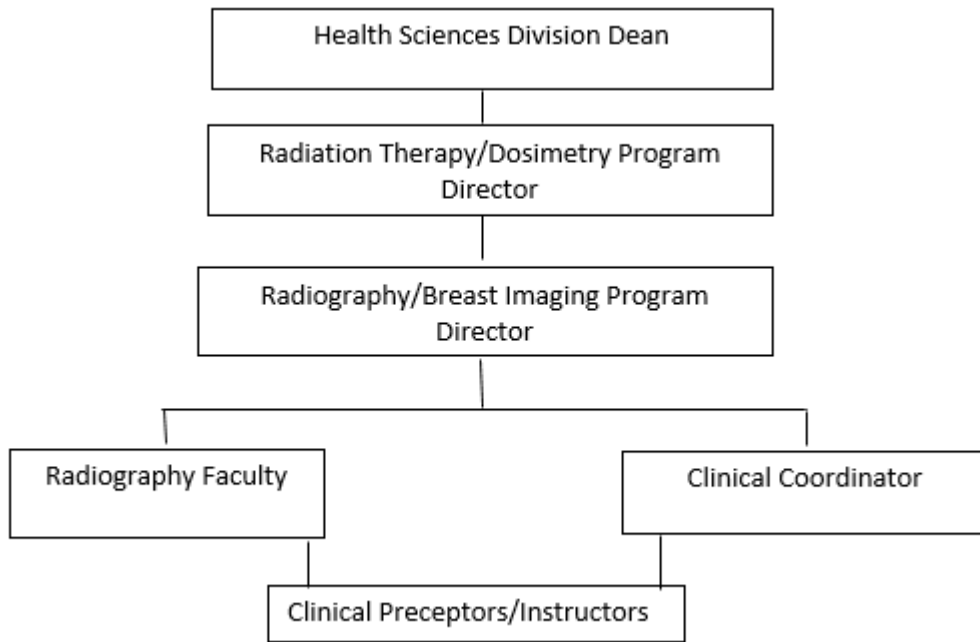 Health Sciences Division Dean
Radiation Therapy/Dosimetry Program
Director
Radiography/Breast Imaging Program
Director
Radiography Faculty
Clinical Coordinator
Clinical Preceptors/Instructors